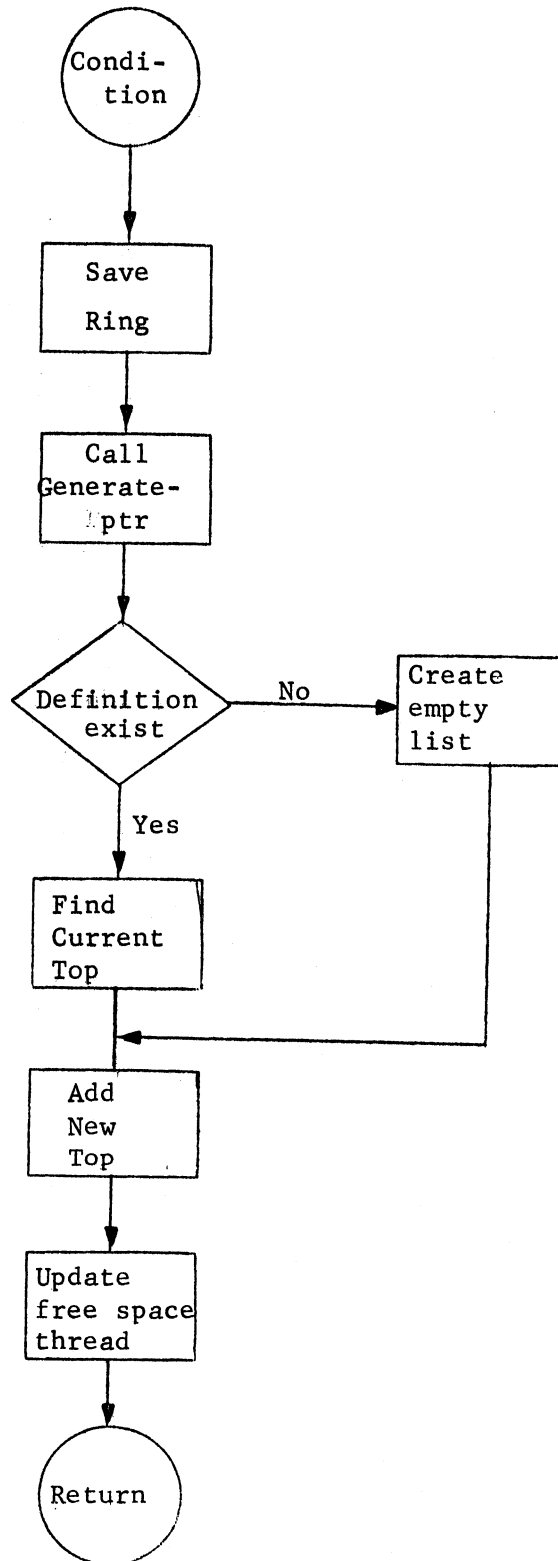 Condi-
tion
Save
Ring
Call
Generate-
ptr
Definition
exist
No
Create
empty
list
Yes
Find
Current
Top
Add
New
Top
Update
free space
thread
Return